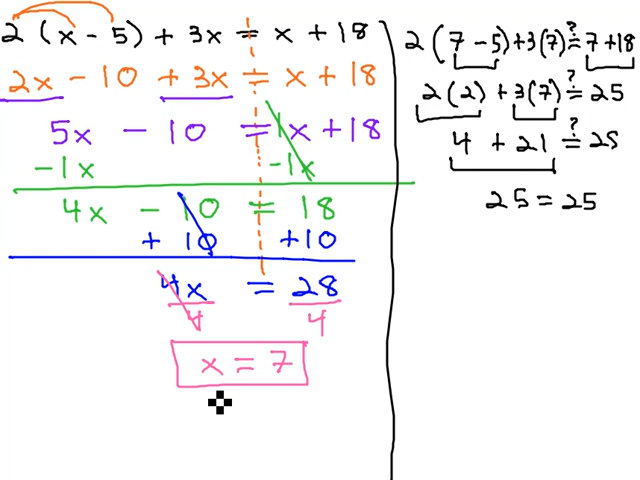 2 (x - 5) + 3x = x + 18
2x - 10 + 3x = x + 18
5x - 10 = 1x + 18
-1x -1x
4x - 10 = 18
+ 10 +10
4x = 28
4 4
x = 7
2 (7 - 5) + 3(7) ≟ 7 + 18
2(2) + 3(7) ≟ 25
4 + 21 ≟ 25
25 = 25